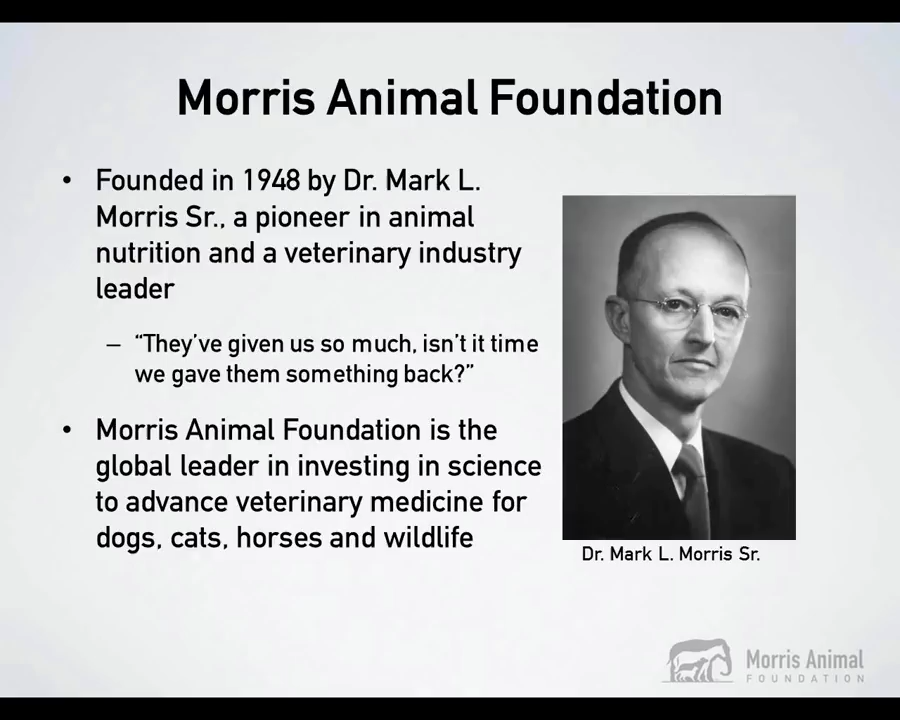 Morris Animal Foundation
• Founded in 1948 by Dr. Mark L.
Morris Sr., a pioneer in animal
nutrition and a veterinary industry
leader
– “They’ve given us so much, isn’t it time
we gave them something back?”
• Morris Animal Foundation is the
global leader in investing in science
to advance veterinary medicine for
dogs, cats, horses and wildlife
Dr. Mark L. Morris Sr.
Morris Animal
FOUNDATION